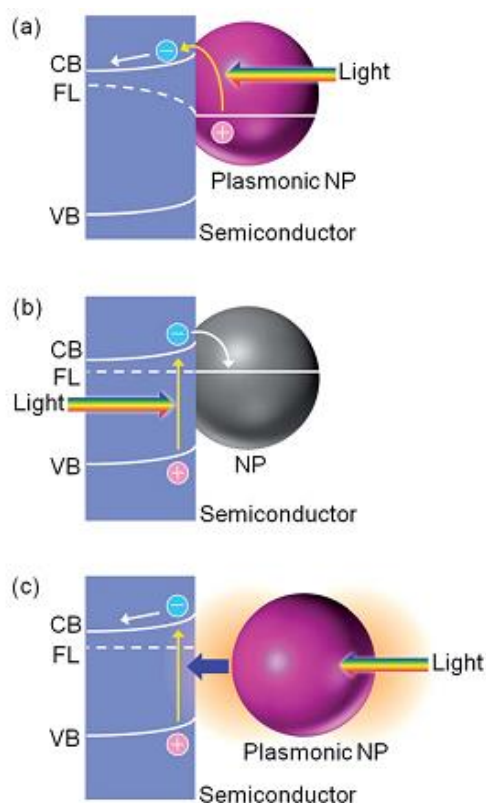 (a)
CB
FL
Light
Plasmonic NP
VB
Semiconductor
(b)
CB
FL
Light
NP
VB
Semiconductor
(c)
CB
FL
Light
VB
Plasmonic NP
Semiconductor